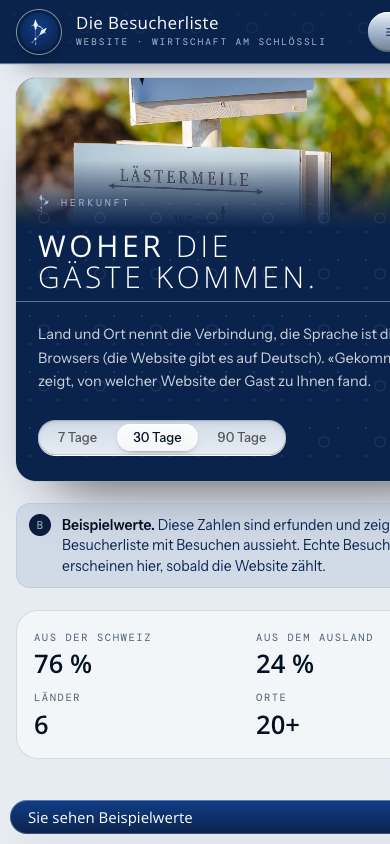 Die Besucherliste
WEBSITE · WIRTSCHAFT AM SCHLÖSSLI
LÄSTERMEILE
HERKUNFT
WOHER DIE
GÄSTE KOMMEN.
Land und Ort nennt die Verbindung, die Sprache ist di
Browsers (die Website gibt es auf Deutsch). «Gekomm
zeigt, von welcher Website der Gast zu Ihnen fand.
7 Tage 30 Tage 90 Tage
B Beispielwerte. Diese Zahlen sind erfunden und zeig
Besucherliste mit Besuchen aussieht. Echte Besuch
erscheinen hier, sobald die Website zählt.
AUS DER SCHWEIZ AUS DEM AUSLAND
76 % 24 %
LÄNDER ORTE
6 20+
Sie sehen Beispielwerte